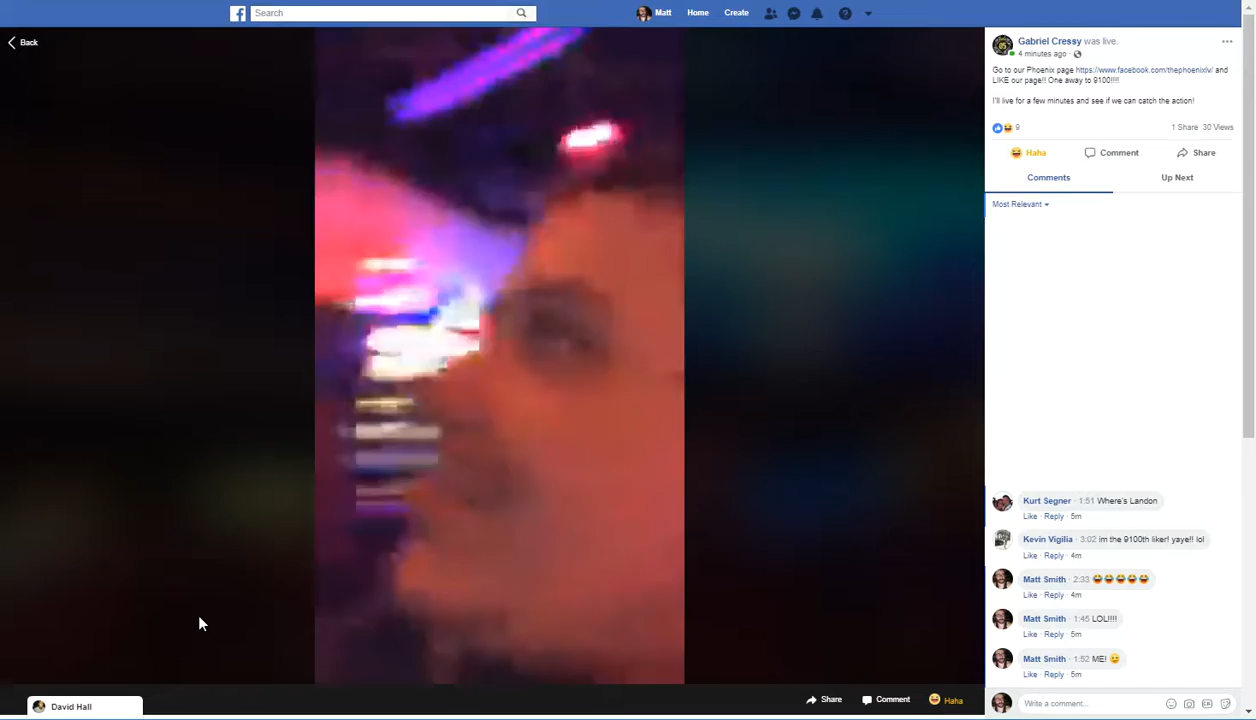 Search
Matt Home Create
Back
Gabriel Cressy was live.
4 minutes ago ·
Go to our Phoenix page https://www.facebook.com/thephoenixlv/ and
LIKE our page!! One away to 9100!!!!
I'll live for a few minutes and see if we can catch the action!
9
1 Share 30 Views
Haha Comment Share
Comments Up Next
Most Relevant
Kurt Segner · 1:51 Where's Landon
Like · Reply · 5m
Kevin Vigilia · 3:02 im the 9100th liker! yaye!! lol
Like · Reply · 4m
Matt Smith · 2:33 😂😂😂😂😂
Like · Reply · 4m
Matt Smith · 1:45 LOL!!!!
Like · Reply · 5m
Matt Smith · 1:52 ME! 😉
Like · Reply · 5m
Write a comment...
Share Comment Haha
David Hall